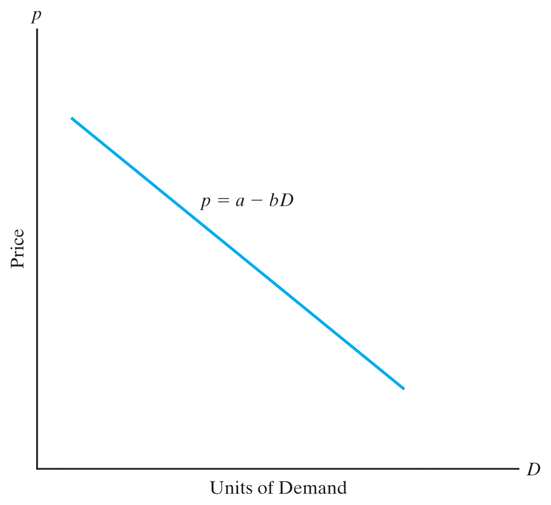 p
p = a − bD
Price
D
Units of Demand